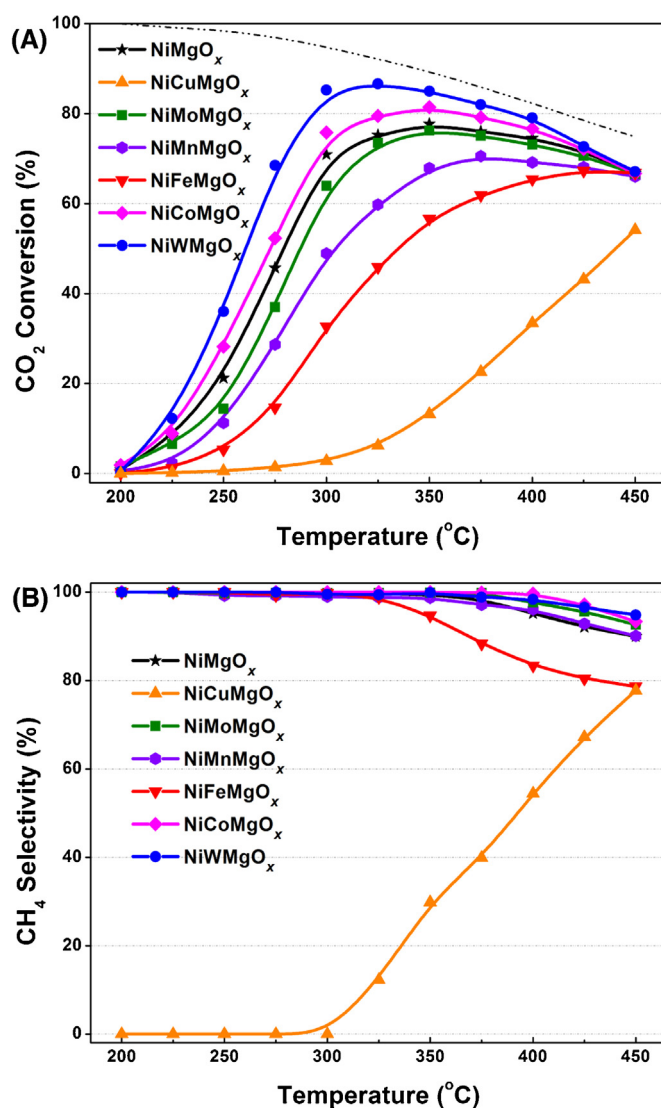 (A)
100
80
60
40
20
0
CO₂ Conversion (%)
NiMgOₓ
NiCuMgOₓ
NiMoMgOₓ
NiMnMgOₓ
NiFeMgOₓ
NiCoMgOₓ
NiWMgOₓ
200 250 300 350 400 450
Temperature (°C)
(B)
100
80
60
40
20
0
CH₄ Selectivity (%)
NiMgOₓ
NiCuMgOₓ
NiMoMgOₓ
NiMnMgOₓ
NiFeMgOₓ
NiCoMgOₓ
NiWMgOₓ
200 250 300 350 400 450
Temperature (°C)